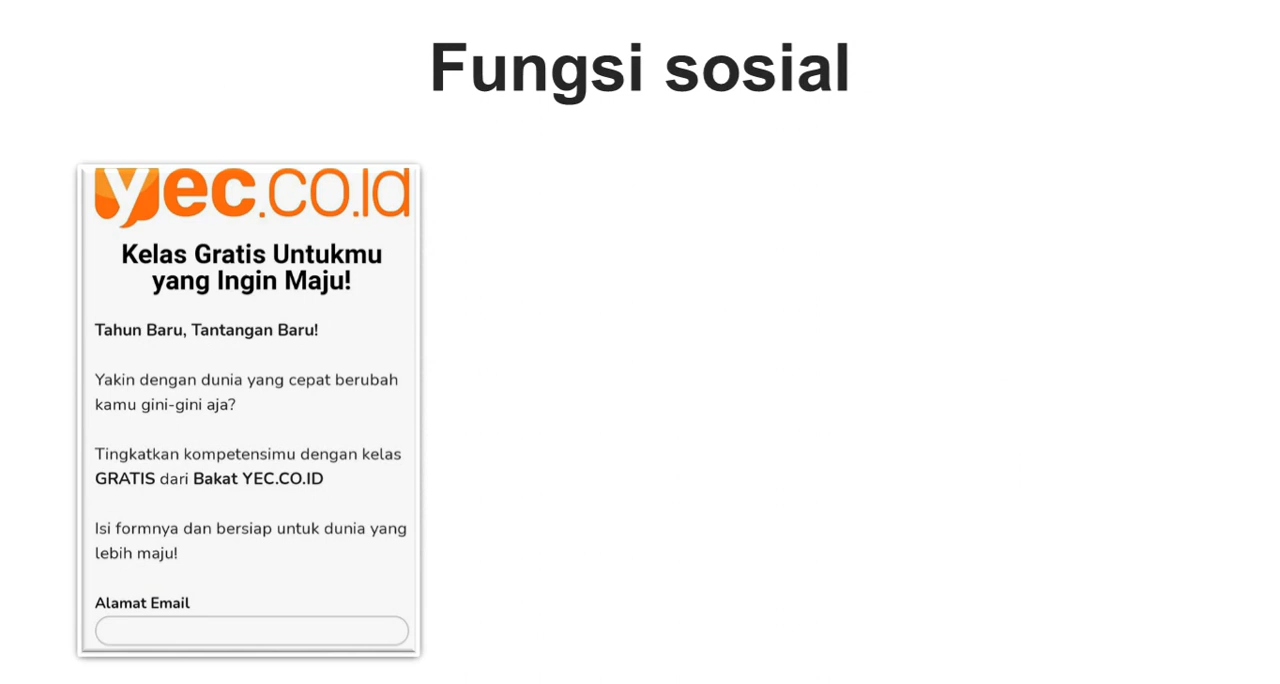 Fungsi sosial
yec.co.id
Kelas Gratis Untukmu
yang Ingin Maju!
Tahun Baru, Tantangan Baru!
Yakin dengan dunia yang cepat berubah
kamu gini-gini aja?
Tingkatkan kompetensimu dengan kelas
GRATIS dari Bakat YEC.CO.ID
Isi formnya dan bersiap untuk dunia yang
lebih maju!
Alamat Email